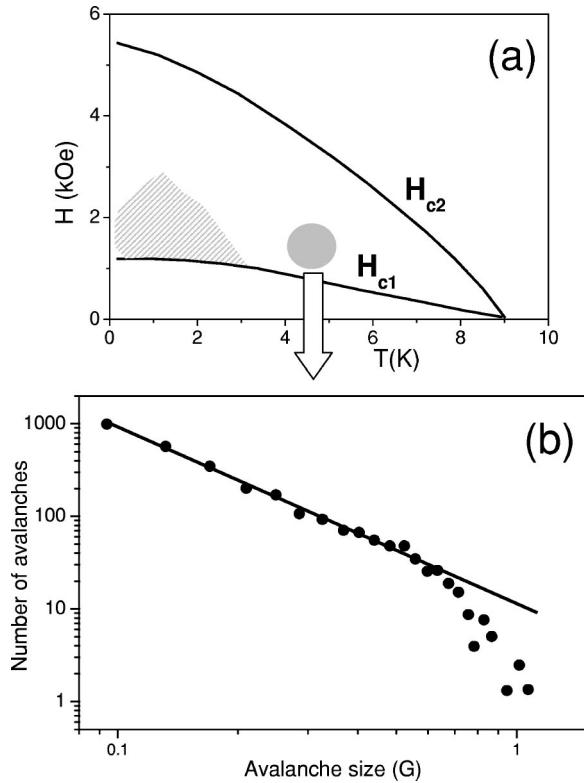 (a)
H (kOe)
6
4
2
0
H_c2
H_c1
0 2 4 6 8 10
T(K)
(b)
Number of avalanches
1000
100
10
1
0.1 1
Avalanche size (G)